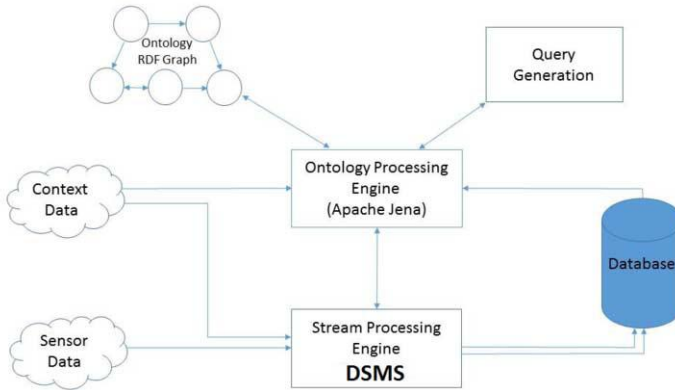 Ontology
RDF Graph
Query
Generation
Ontology Processing
Engine
(Apache Jena)
Context
Data
Database
Stream Processing
Engine
DSMS
Sensor
Data